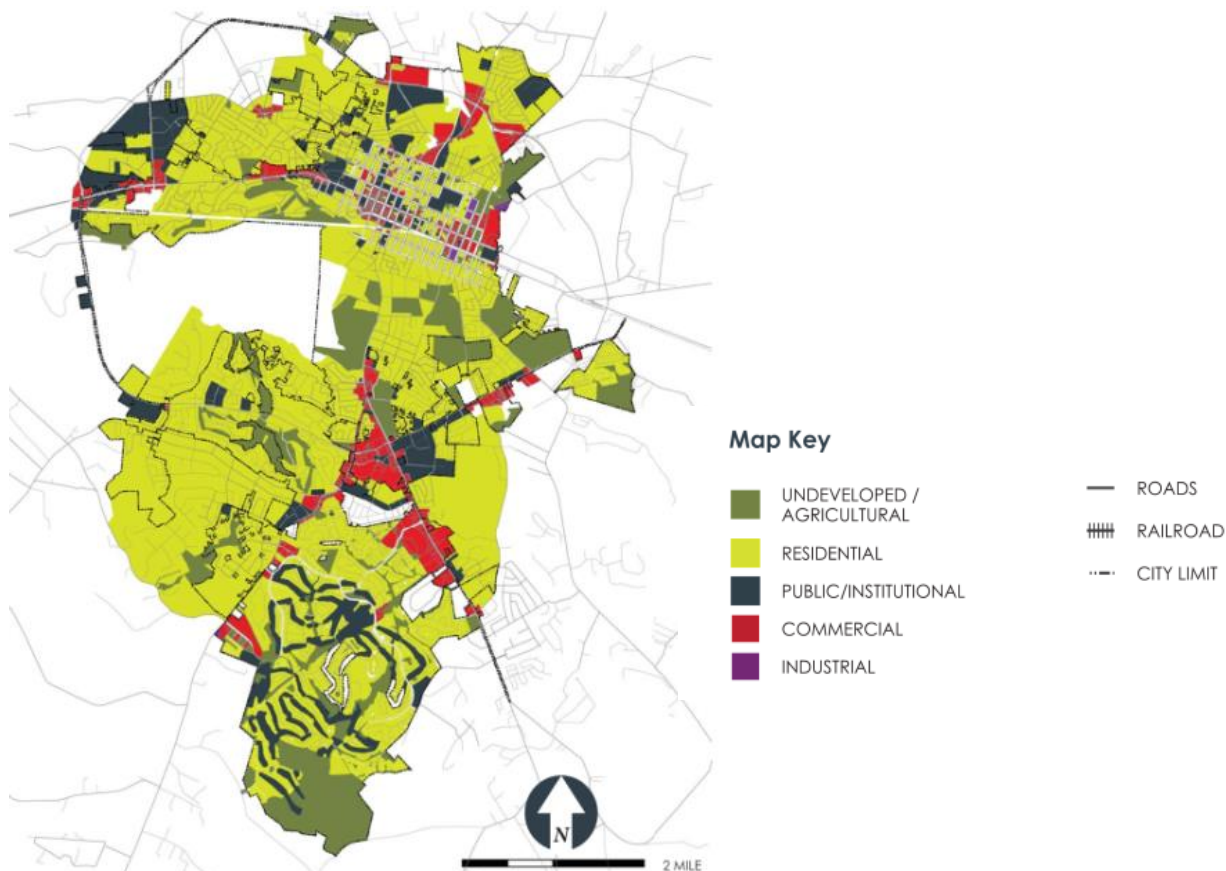 Map Key
UNDEVELOPED /
AGRICULTURAL
RESIDENTIAL
PUBLIC/INSTITUTIONAL
COMMERCIAL
INDUSTRIAL
ROADS
RAILROAD
CITY LIMIT
N
2 MILE